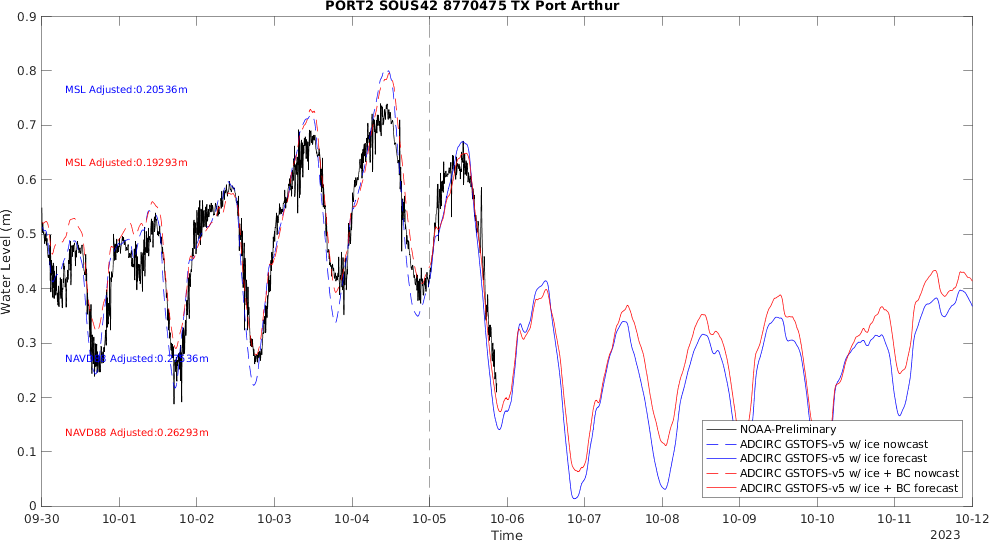 PORT2 SOUS42 8770475 TX Port Arthur
0.9
0.8
0.7
0.6
0.5
0.4
0.3
0.2
0.1
0
Water Level (m)
MSL Adjusted:0.20536m
MSL Adjusted:0.19293m
NAVD88 Adjusted:0.27536m
NAVD88 Adjusted:0.26293m
NOAA-Preliminary
ADCIRC GSTOFS-v5 w/ ice nowcast
ADCIRC GSTOFS-v5 w/ ice forecast
ADCIRC GSTOFS-v5 w/ ice + BC nowcast
ADCIRC GSTOFS-v5 w/ ice + BC forecast
09-30 10-01 10-02 10-03 10-04 10-05 10-06 10-07 10-08 10-09 10-10 10-11 10-12
Time
2023